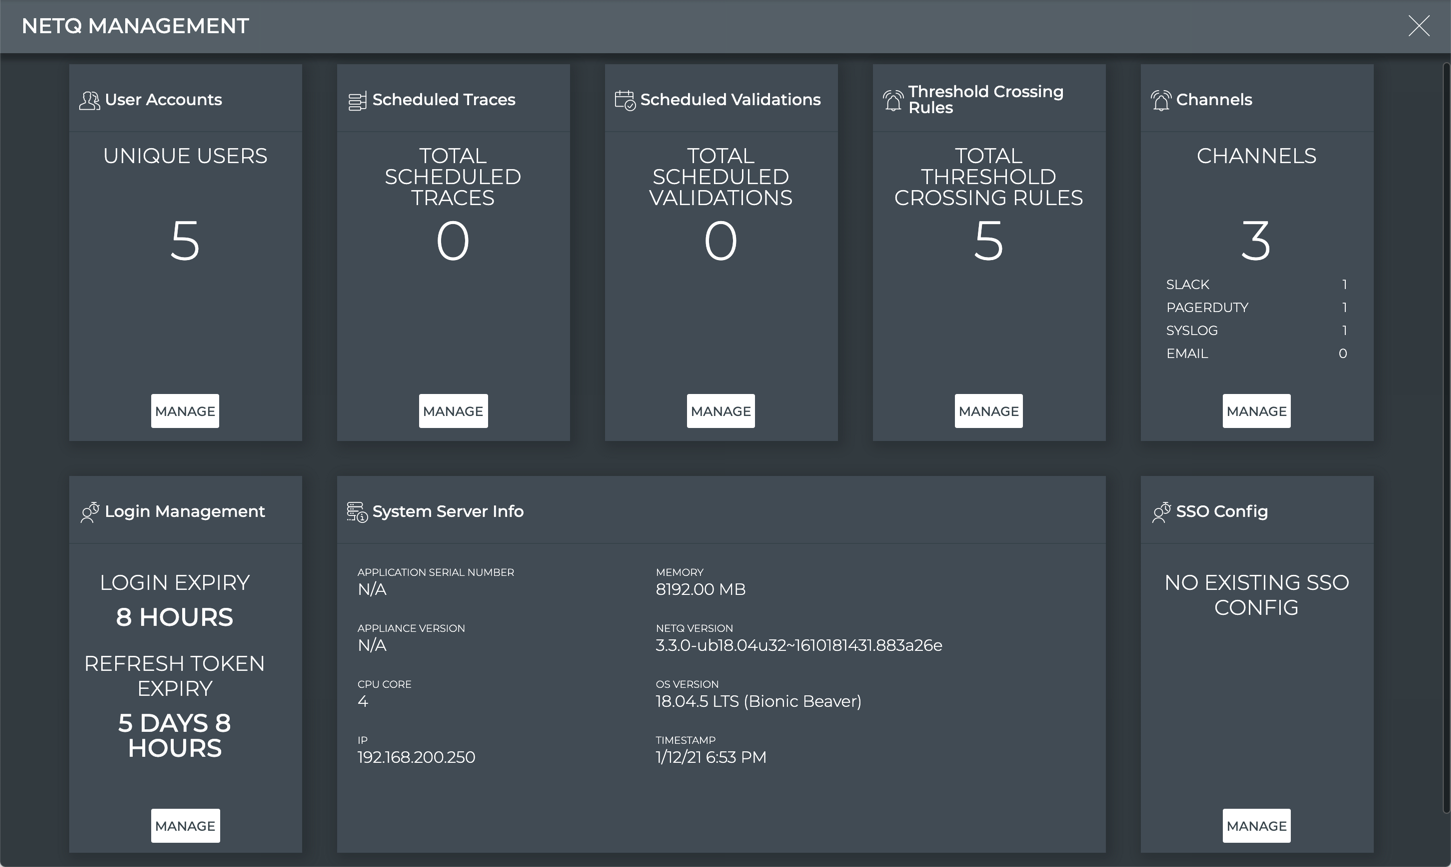 NETQ MANAGEMENT
User Accounts
UNIQUE USERS
5
MANAGE
Scheduled Traces
TOTAL
SCHEDULED
TRACES
0
MANAGE
Scheduled Validations
TOTAL
SCHEDULED
VALIDATIONS
0
MANAGE
Threshold Crossing
Rules
TOTAL
THRESHOLD
CROSSING RULES
5
MANAGE
Channels
CHANNELS
3
SLACK 1
PAGERDUTY 1
SYSLOG 1
EMAIL 0
MANAGE
Login Management
LOGIN EXPIRY
8 HOURS
REFRESH TOKEN
EXPIRY
5 DAYS 8
HOURS
MANAGE
System Server Info
APPLICATION SERIAL NUMBER
N/A
APPLIANCE VERSION
N/A
CPU CORE
4
IP
192.168.200.250
MEMORY
8192.00 MB
NETQ VERSION
3.3.0-ub18.04u32~1610181431.883a26e
OS VERSION
18.04.5 LTS (Bionic Beaver)
TIMESTAMP
1/12/21 6:53 PM
SSO Config
NO EXISTING SSO
CONFIG
MANAGE